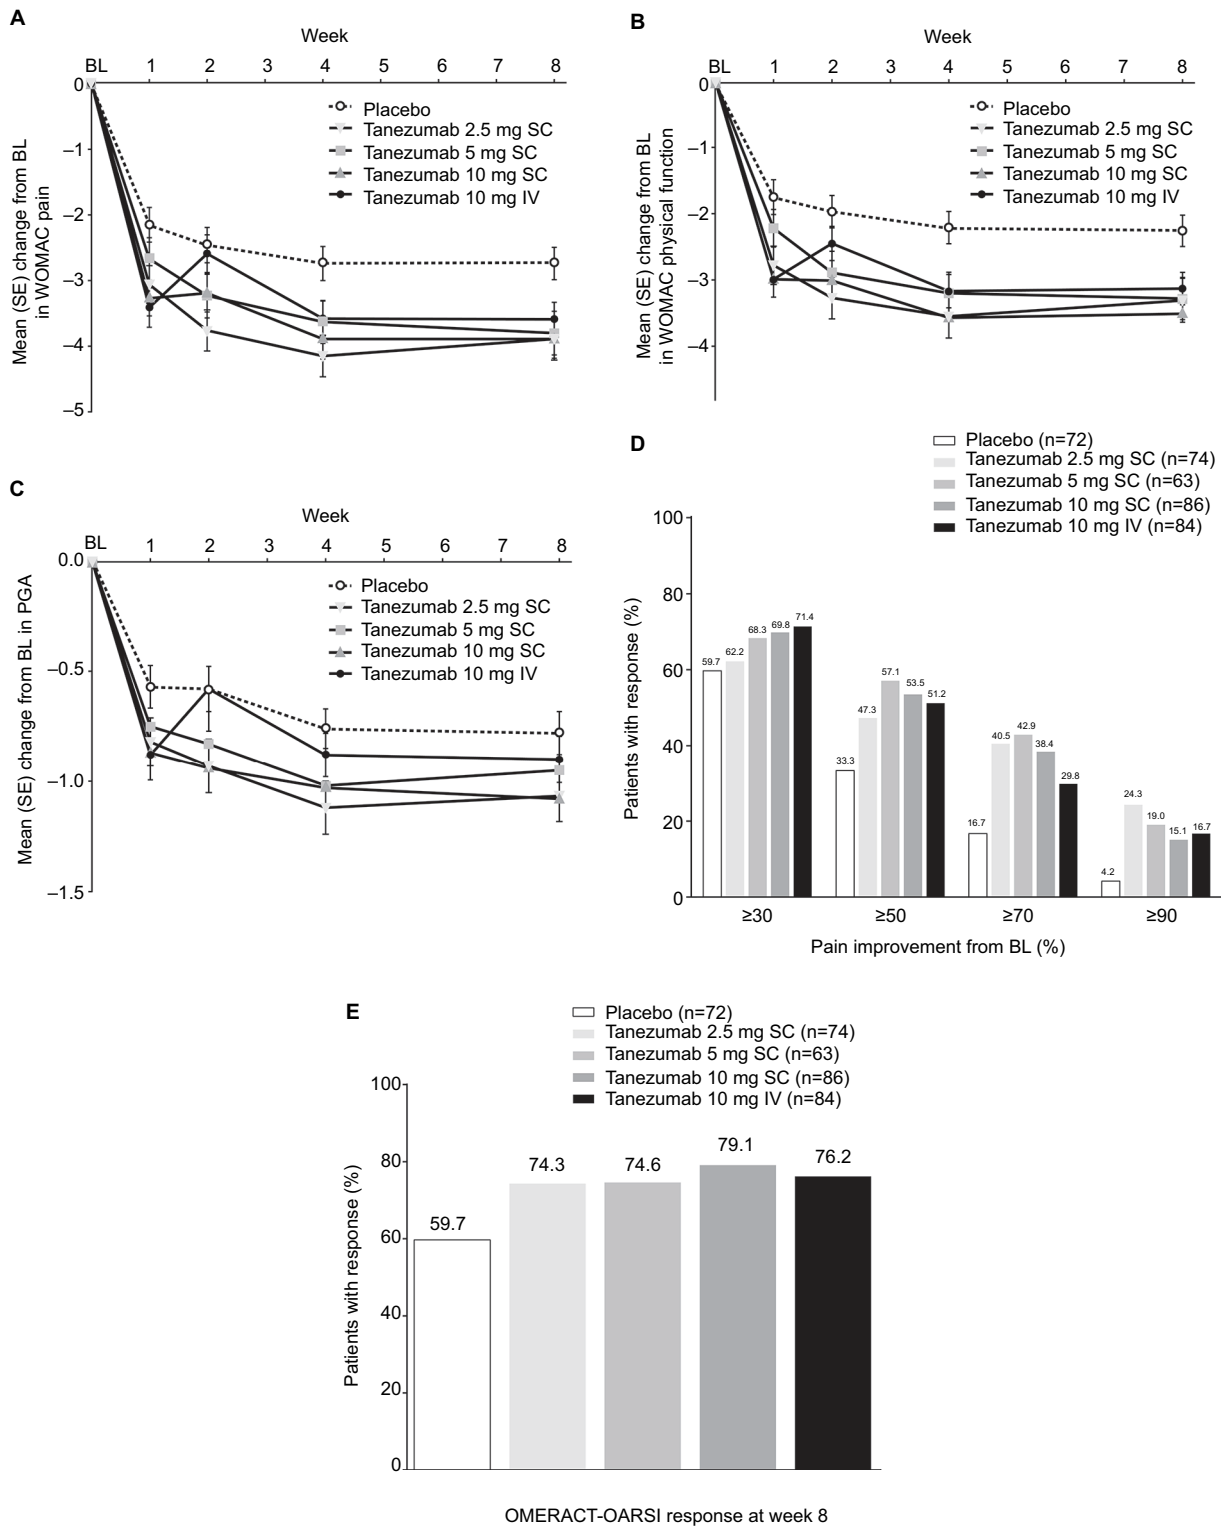 A
Week
BL 1 2 3 4 5 6 7 8
0
–1
–2
–3
–4
–5
Mean (SE) change from BL
in WOMAC pain
Placebo
Tanezumab 2.5 mg SC
Tanezumab 5 mg SC
Tanezumab 10 mg SC
Tanezumab 10 mg IV
B
Week
BL 1 2 3 4 5 6 7 8
0
–1
–2
–3
–4
Mean (SE) change from BL
in WOMAC physical function
Placebo
Tanezumab 2.5 mg SC
Tanezumab 5 mg SC
Tanezumab 10 mg SC
Tanezumab 10 mg IV
C
Week
BL 1 2 3 4 5 6 7 8
0.0
–0.5
–1.0
–1.5
Mean (SE) change from BL in PGA
Placebo
Tanezumab 2.5 mg SC
Tanezumab 5 mg SC
Tanezumab 10 mg SC
Tanezumab 10 mg IV
D
Placebo (n=72)
Tanezumab 2.5 mg SC (n=74)
Tanezumab 5 mg SC (n=63)
Tanezumab 10 mg SC (n=86)
Tanezumab 10 mg IV (n=84)
100
80
60
40
20
0
Patients with response (%)
59.7 62.2 68.3 69.8 71.4
33.3 47.3 57.1 53.5 51.2
16.7 40.5 42.9 38.4 29.8
4.2 24.3 19.0 15.1 16.7
≥30 ≥50 ≥70 ≥90
Pain improvement from BL (%)
E
Placebo (n=72)
Tanezumab 2.5 mg SC (n=74)
Tanezumab 5 mg SC (n=63)
Tanezumab 10 mg SC (n=86)
Tanezumab 10 mg IV (n=84)
100
80
60
40
20
0
Patients with response (%)
59.7 74.3 74.6 79.1 76.2
OMERACT-OARSI response at week 8